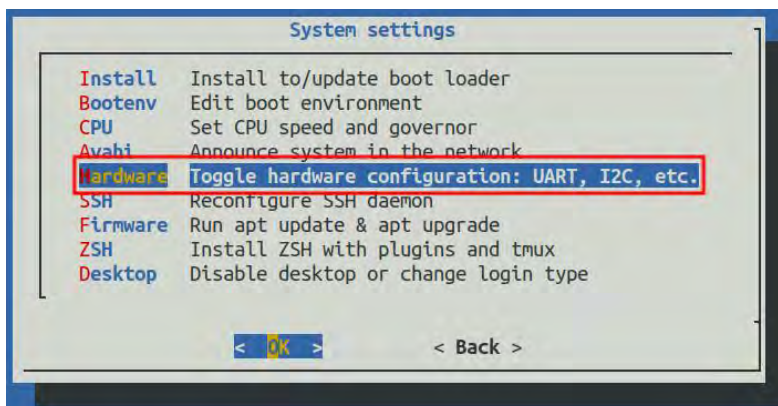 System settings
Install Install to/update boot loader
Bootenv Edit boot environment
CPU Set CPU speed and governor
Avahi Announce system in the network
Hardware Toggle hardware configuration: UART, I2C, etc.
SSH Reconfigure SSH daemon
Firmware Run apt update & apt upgrade
ZSH Install ZSH with plugins and tmux
Desktop Disable desktop or change login type
< OK > < Back >